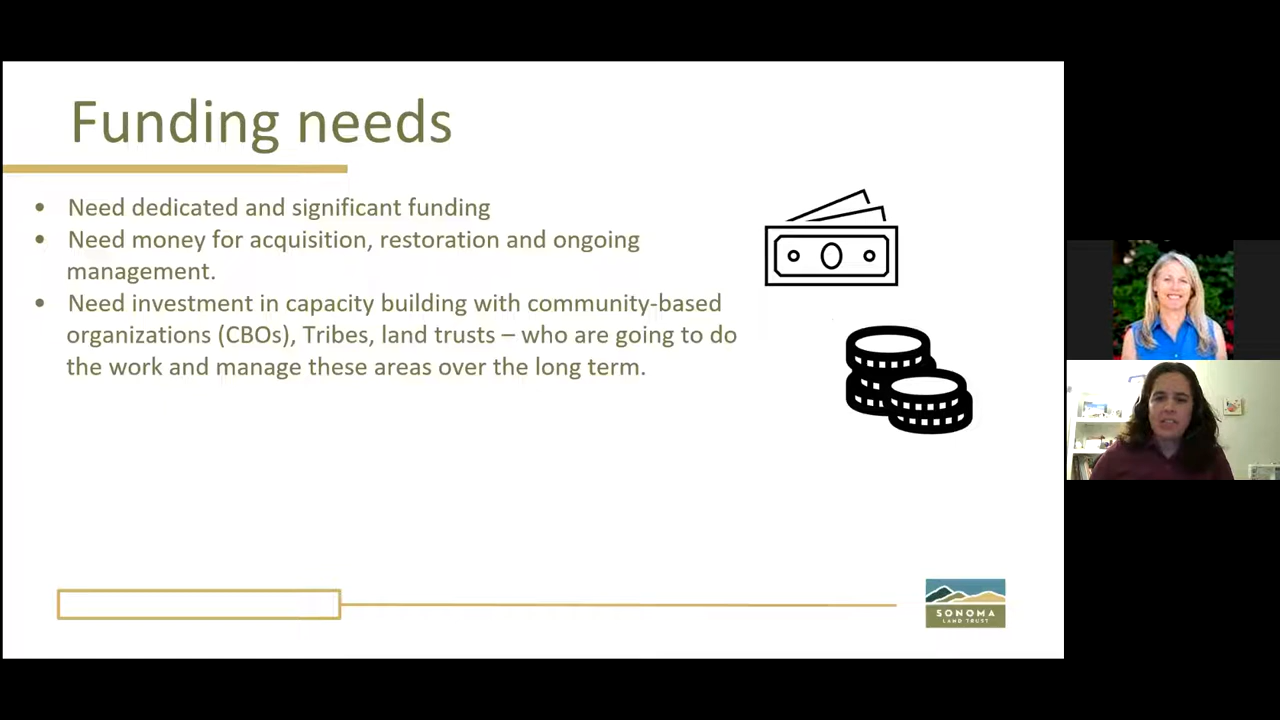 Funding needs
• Need dedicated and significant funding
• Need money for acquisition, restoration and ongoing
management.
• Need investment in capacity building with community-based
organizations (CBOs), Tribes, land trusts – who are going to do
the work and manage these areas over the long term.
SONOMA
LAND TRUST